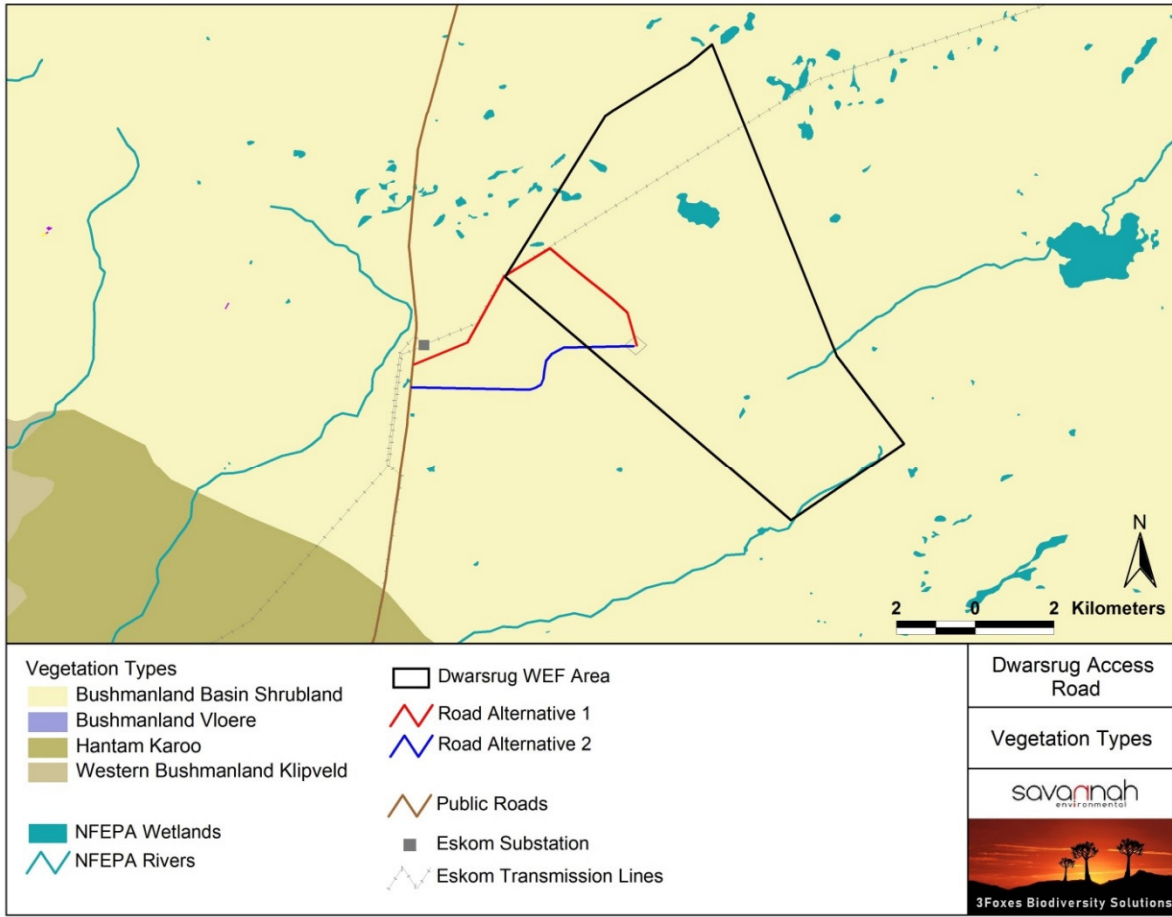 N
2 0 2 Kilometers
Vegetation Types
Bushmanland Basin Shrubland
Bushmanland Vloere
Hantam Karoo
Western Bushmanland Klipveld
NFEPA Wetlands
NFEPA Rivers
Dwarsrug WEF Area
Road Alternative 1
Road Alternative 2
Public Roads
Eskom Substation
Eskom Transmission Lines
Dwarsrug Access
Road
Vegetation Types
savannah
environmental
3Foxes Biodiversity Solutions